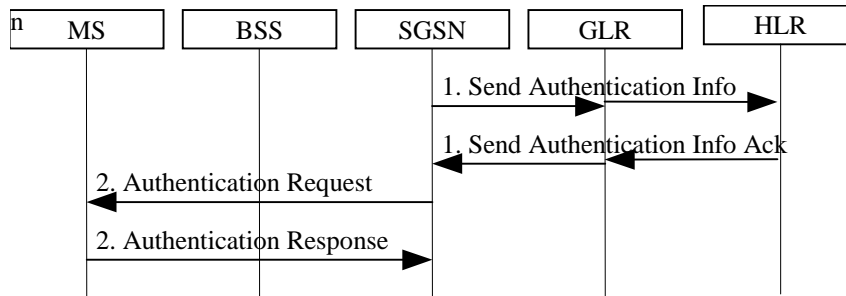 n MS BSS SGSN GLR HLR
1. Send Authentication Info
1. Send Authentication Info Ack
2. Authentication Request
2. Authentication Response